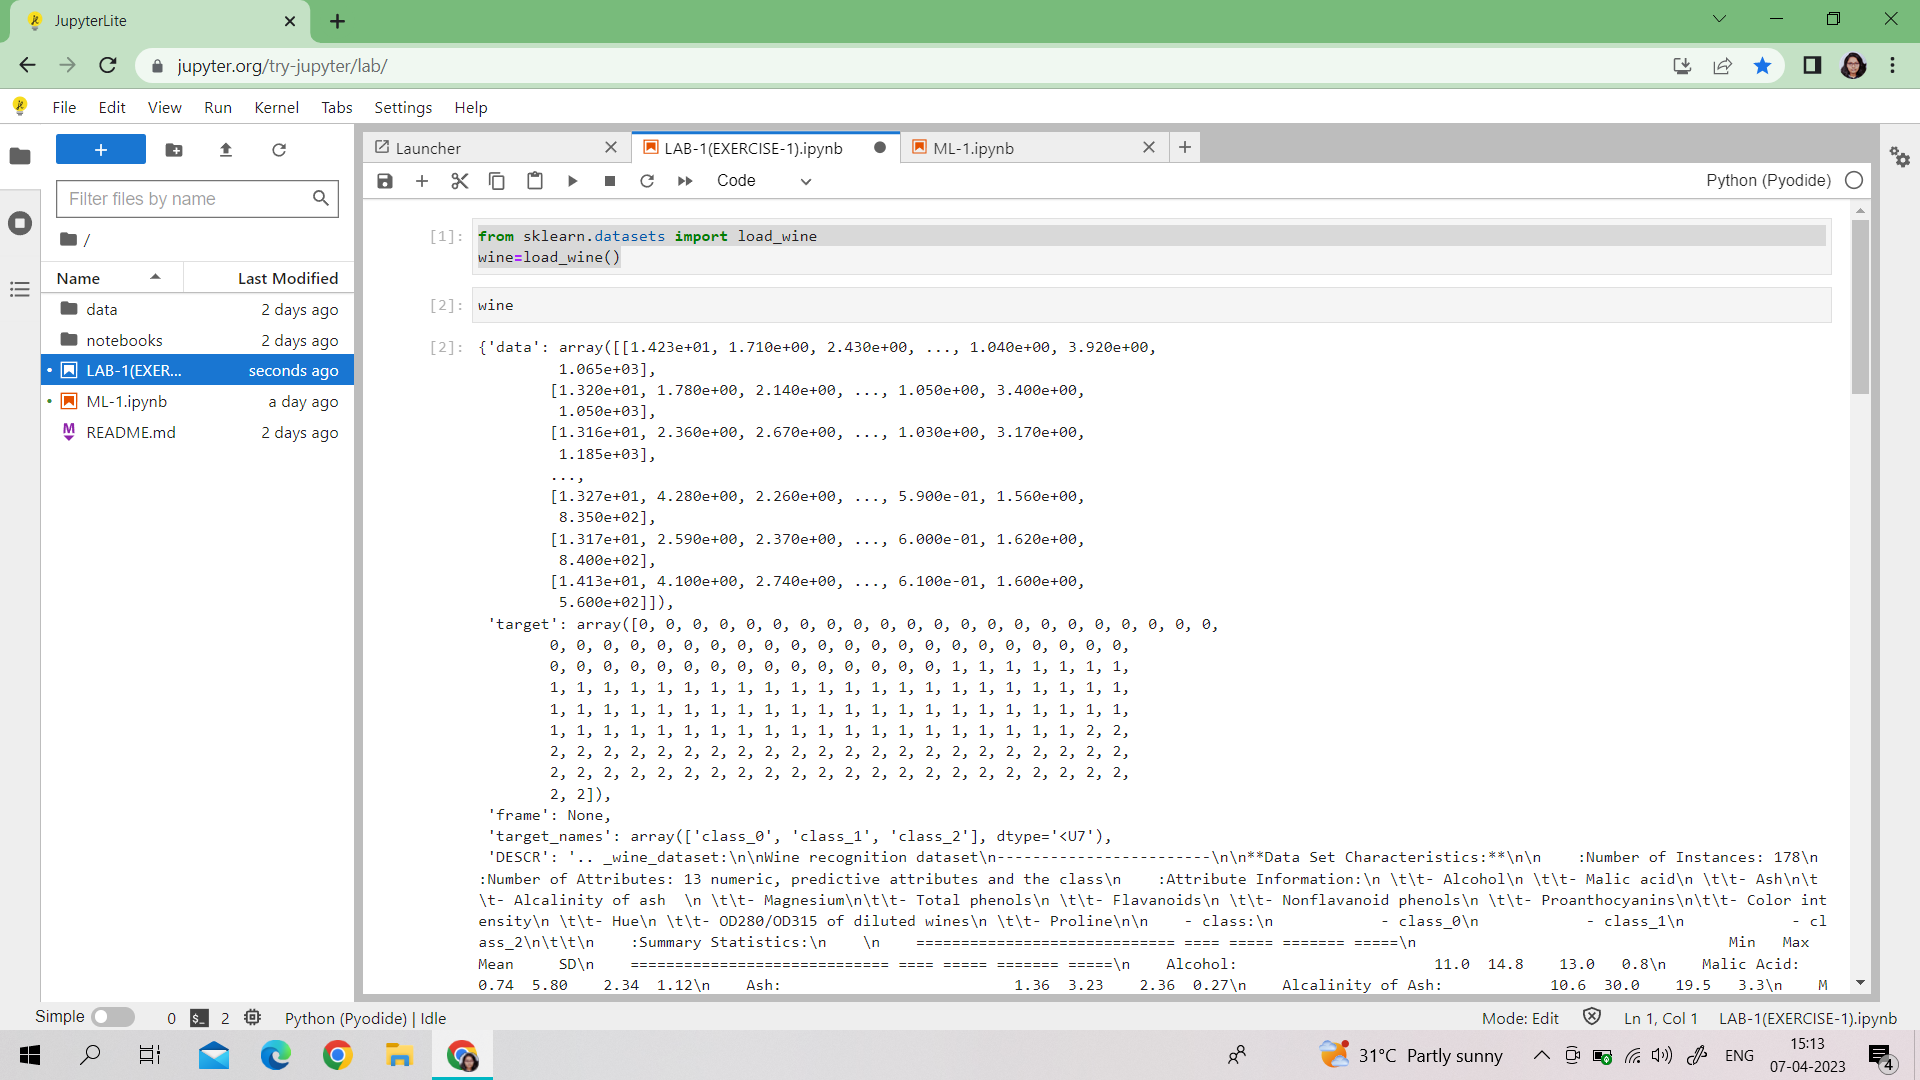 JupyterLite
jupyter.org/try-jupyter/lab/
File Edit View Run Kernel Tabs Settings Help
Launcher LAB-1(EXERCISE-1).ipynb ML-1.ipynb
Code Python (Pyodide)
Filter files by name
/
Name Last Modified
data 2 days ago
notebooks 2 days ago
LAB-1(EXER... seconds ago
ML-1.ipynb a day ago
README.md 2 days ago
[1]: from sklearn.datasets import load_wine
wine=load_wine()
[2]: wine
[2]: {'data': array([[1.423e+01, 1.710e+00, 2.430e+00, ..., 1.040e+00, 3.920e+00,
1.065e+03],
[1.320e+01, 1.780e+00, 2.140e+00, ..., 1.050e+00, 3.400e+00,
1.050e+03],
[1.316e+01, 2.360e+00, 2.670e+00, ..., 1.030e+00, 3.170e+00,
1.185e+03],
...,
[1.327e+01, 4.280e+00, 2.260e+00, ..., 5.900e-01, 1.560e+00,
8.350e+02],
[1.317e+01, 2.590e+00, 2.370e+00, ..., 6.000e-01, 1.620e+00,
8.400e+02],
[1.413e+01, 4.100e+00, 2.740e+00, ..., 6.100e-01, 1.600e+00,
5.600e+02]]),
'target': array([0, 0, 0, 0, 0, 0, 0, 0, 0, 0, 0, 0, 0, 0, 0, 0, 0, 0, 0, 0, 0, 0,
0, 0, 0, 0, 0, 0, 0, 0, 0, 0, 0, 0, 0, 0, 0, 0, 0, 0, 0, 0, 0, 0,
0, 0, 0, 0, 0, 0, 0, 0, 0, 0, 0, 0, 0, 0, 0, 1, 1, 1, 1, 1, 1, 1,
1, 1, 1, 1, 1, 1, 1, 1, 1, 1, 1, 1, 1, 1, 1, 1, 1, 1, 1, 1, 1, 1,
1, 1, 1, 1, 1, 1, 1, 1, 1, 1, 1, 1, 1, 1, 1, 1, 1, 1, 1, 1, 1, 1,
1, 1, 1, 1, 1, 1, 1, 1, 1, 1, 1, 1, 1, 1, 1, 1, 1, 1, 1, 1, 2, 2,
2, 2, 2, 2, 2, 2, 2, 2, 2, 2, 2, 2, 2, 2, 2, 2, 2, 2, 2, 2, 2, 2,
2, 2, 2, 2, 2, 2, 2, 2, 2, 2, 2, 2, 2, 2, 2, 2, 2, 2, 2, 2, 2, 2,
2, 2]),
'frame': None,
'target_names': array(['class_0', 'class_1', 'class_2'], dtype='<U7'),
'DESCR': '.. _wine_dataset:\n\nWine recognition dataset\n------------------------\n\n**Data Set Characteristics:**\n\n    :Number of Instances: 178\n
:Number of Attributes: 13 numeric, predictive attributes and the class\n    :Attribute Information:\n \t\t- Alcohol\n \t\t- Malic acid\n \t\t- Ash\n\t
\t- Alcalinity of ash  \n \t\t- Magnesium\n\t\t- Total phenols\n \t\t- Flavanoids\n \t\t- Nonflavanoid phenols\n \t\t- Proanthocyanins\n\t\t- Color int
ensity\n \t\t- Hue\n \t\t- OD280/OD315 of diluted wines\n \t\t- Proline\n\n    - class:\n            - class_0\n            - class_1\n            - cl
ass_2\n\t\t\n    :Summary Statistics:\n    \n    ============================= ==== ===== ======= =====\n                                   Min   Max
Mean     SD\n    ============================= ==== ===== ======= =====\n    Alcohol:                      11.0  14.8    13.0   0.8\n    Malic Acid:
0.74  5.80    2.34  1.12\n    Ash:                          1.36  3.23    2.36  0.27\n    Alcalinity of Ash:            10.6  30.0    19.5   3.3\n    M
Simple 0 $_ 2 Python (Pyodide) | Idle Mode: Edit Ln 1, Col 1 LAB-1(EXERCISE-1).ipynb
31°C Partly sunny ENG 15:13
07-04-2023 4